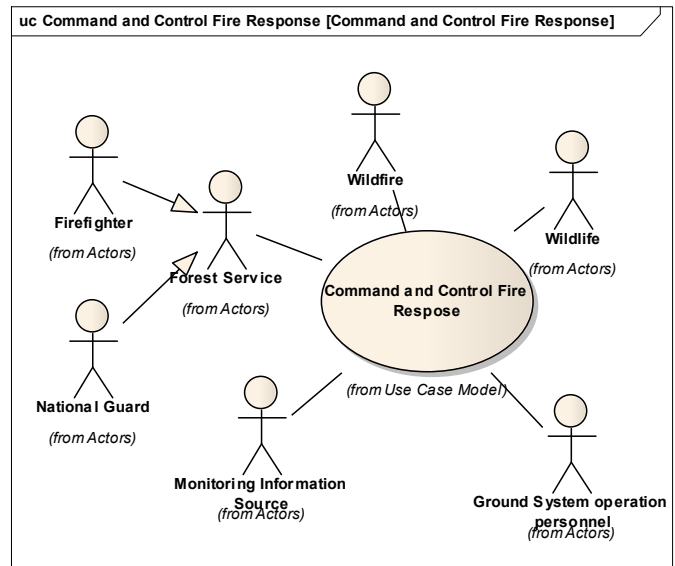 uc Command and Control Fire Response [Command and Control Fire Response]
Wildfire
(from Actors)
Firefighter
(from Actors)
Wildlife
(from Actors)
Forest Service
(from Actors)
Command and Control Fire
Respose
(from Use Case Model)
National Guard
(from Actors)
Monitoring Information
Source
(from Actors)
Ground System operation
personnel
(from Actors)